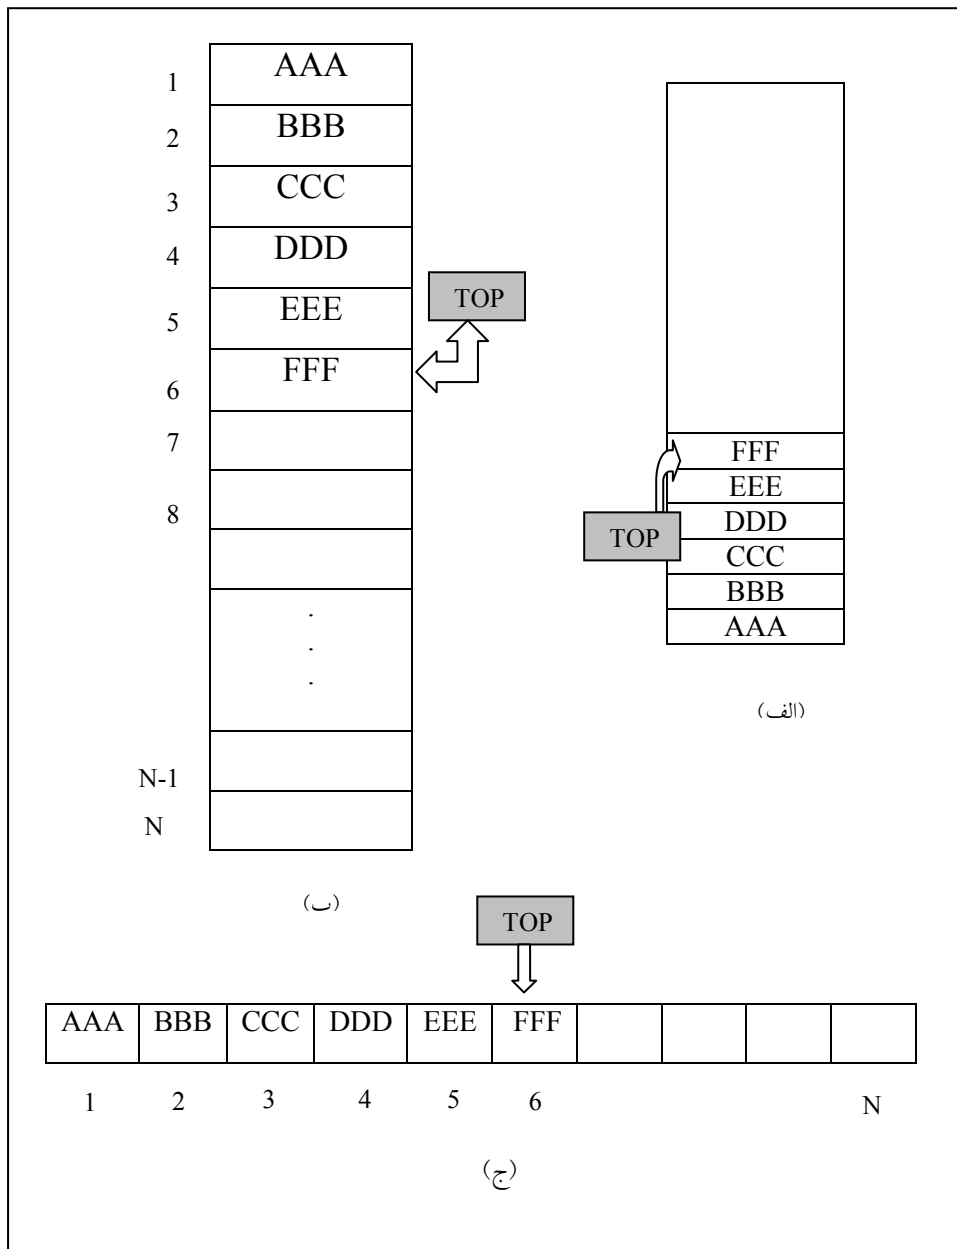 1 AAA
2 BBB
3 CCC
4 DDD
5 EEE
6 FFF
7
8
.
.
.
N-1
N
TOP
(ب)
FFF
EEE
DDD
CCC
BBB
AAA
TOP
(الف)
TOP
AAA BBB CCC DDD EEE FFF
1 2 3 4 5 6 N
(ج)